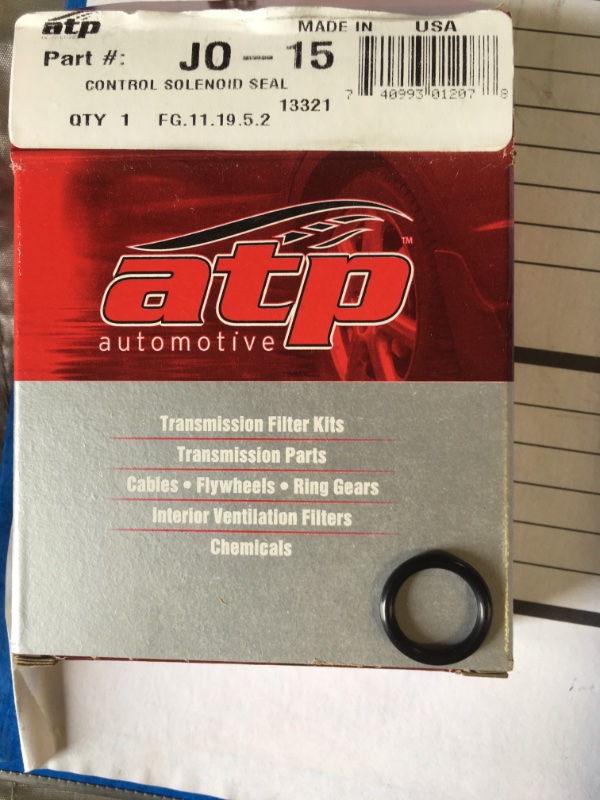 atp
MADE IN USA
Part #: JO-15
CONTROL SOLENOID SEAL
13321
7 40993 01207 8
QTY 1 FG.11.19.5.2
atp™
automotive
Transmission Filter Kits
Transmission Parts
Cables • Flywheels • Ring Gears
Interior Ventilation Filters
Chemicals